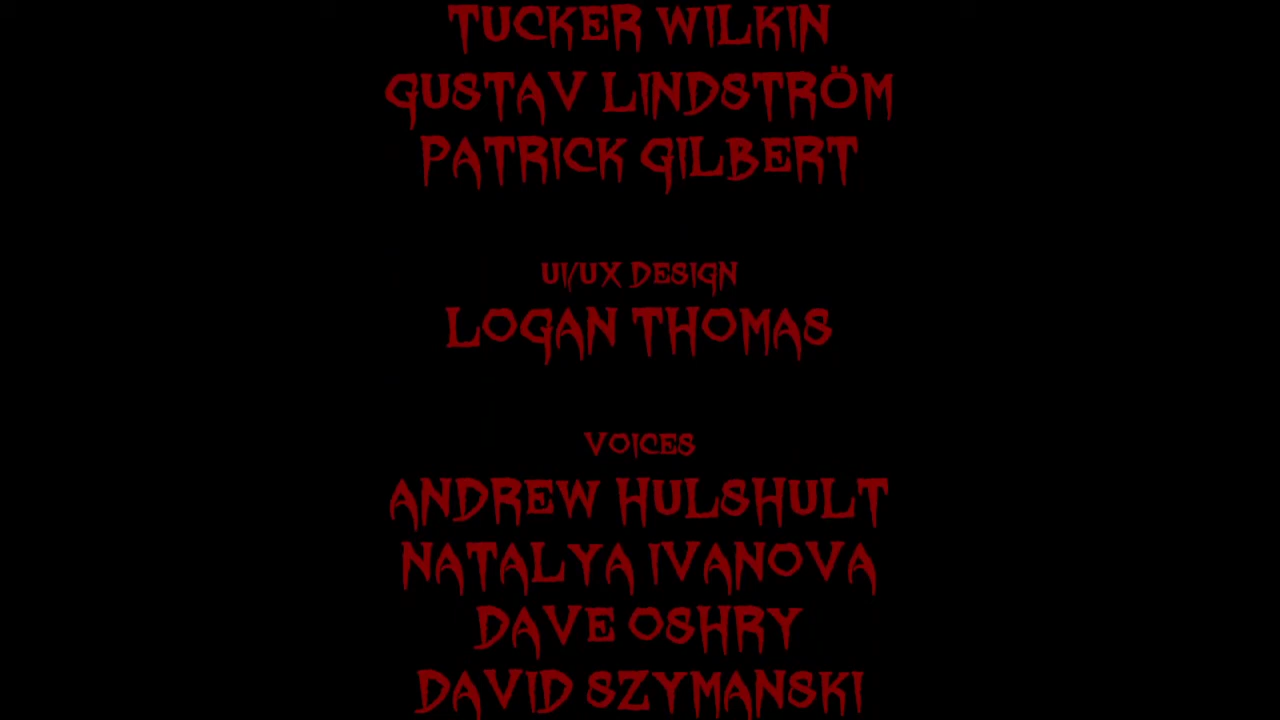 TUCKER WILKIN
GUSTAV LINDSTRÖM
PATRICK GILBERT
UI/UX DESIGN
LOGAN THOMAS
VOICES
ANDREW HULSHULT
NATALYA IVANOVA
DAVE OSHRY
DAVID SZYMANSKI